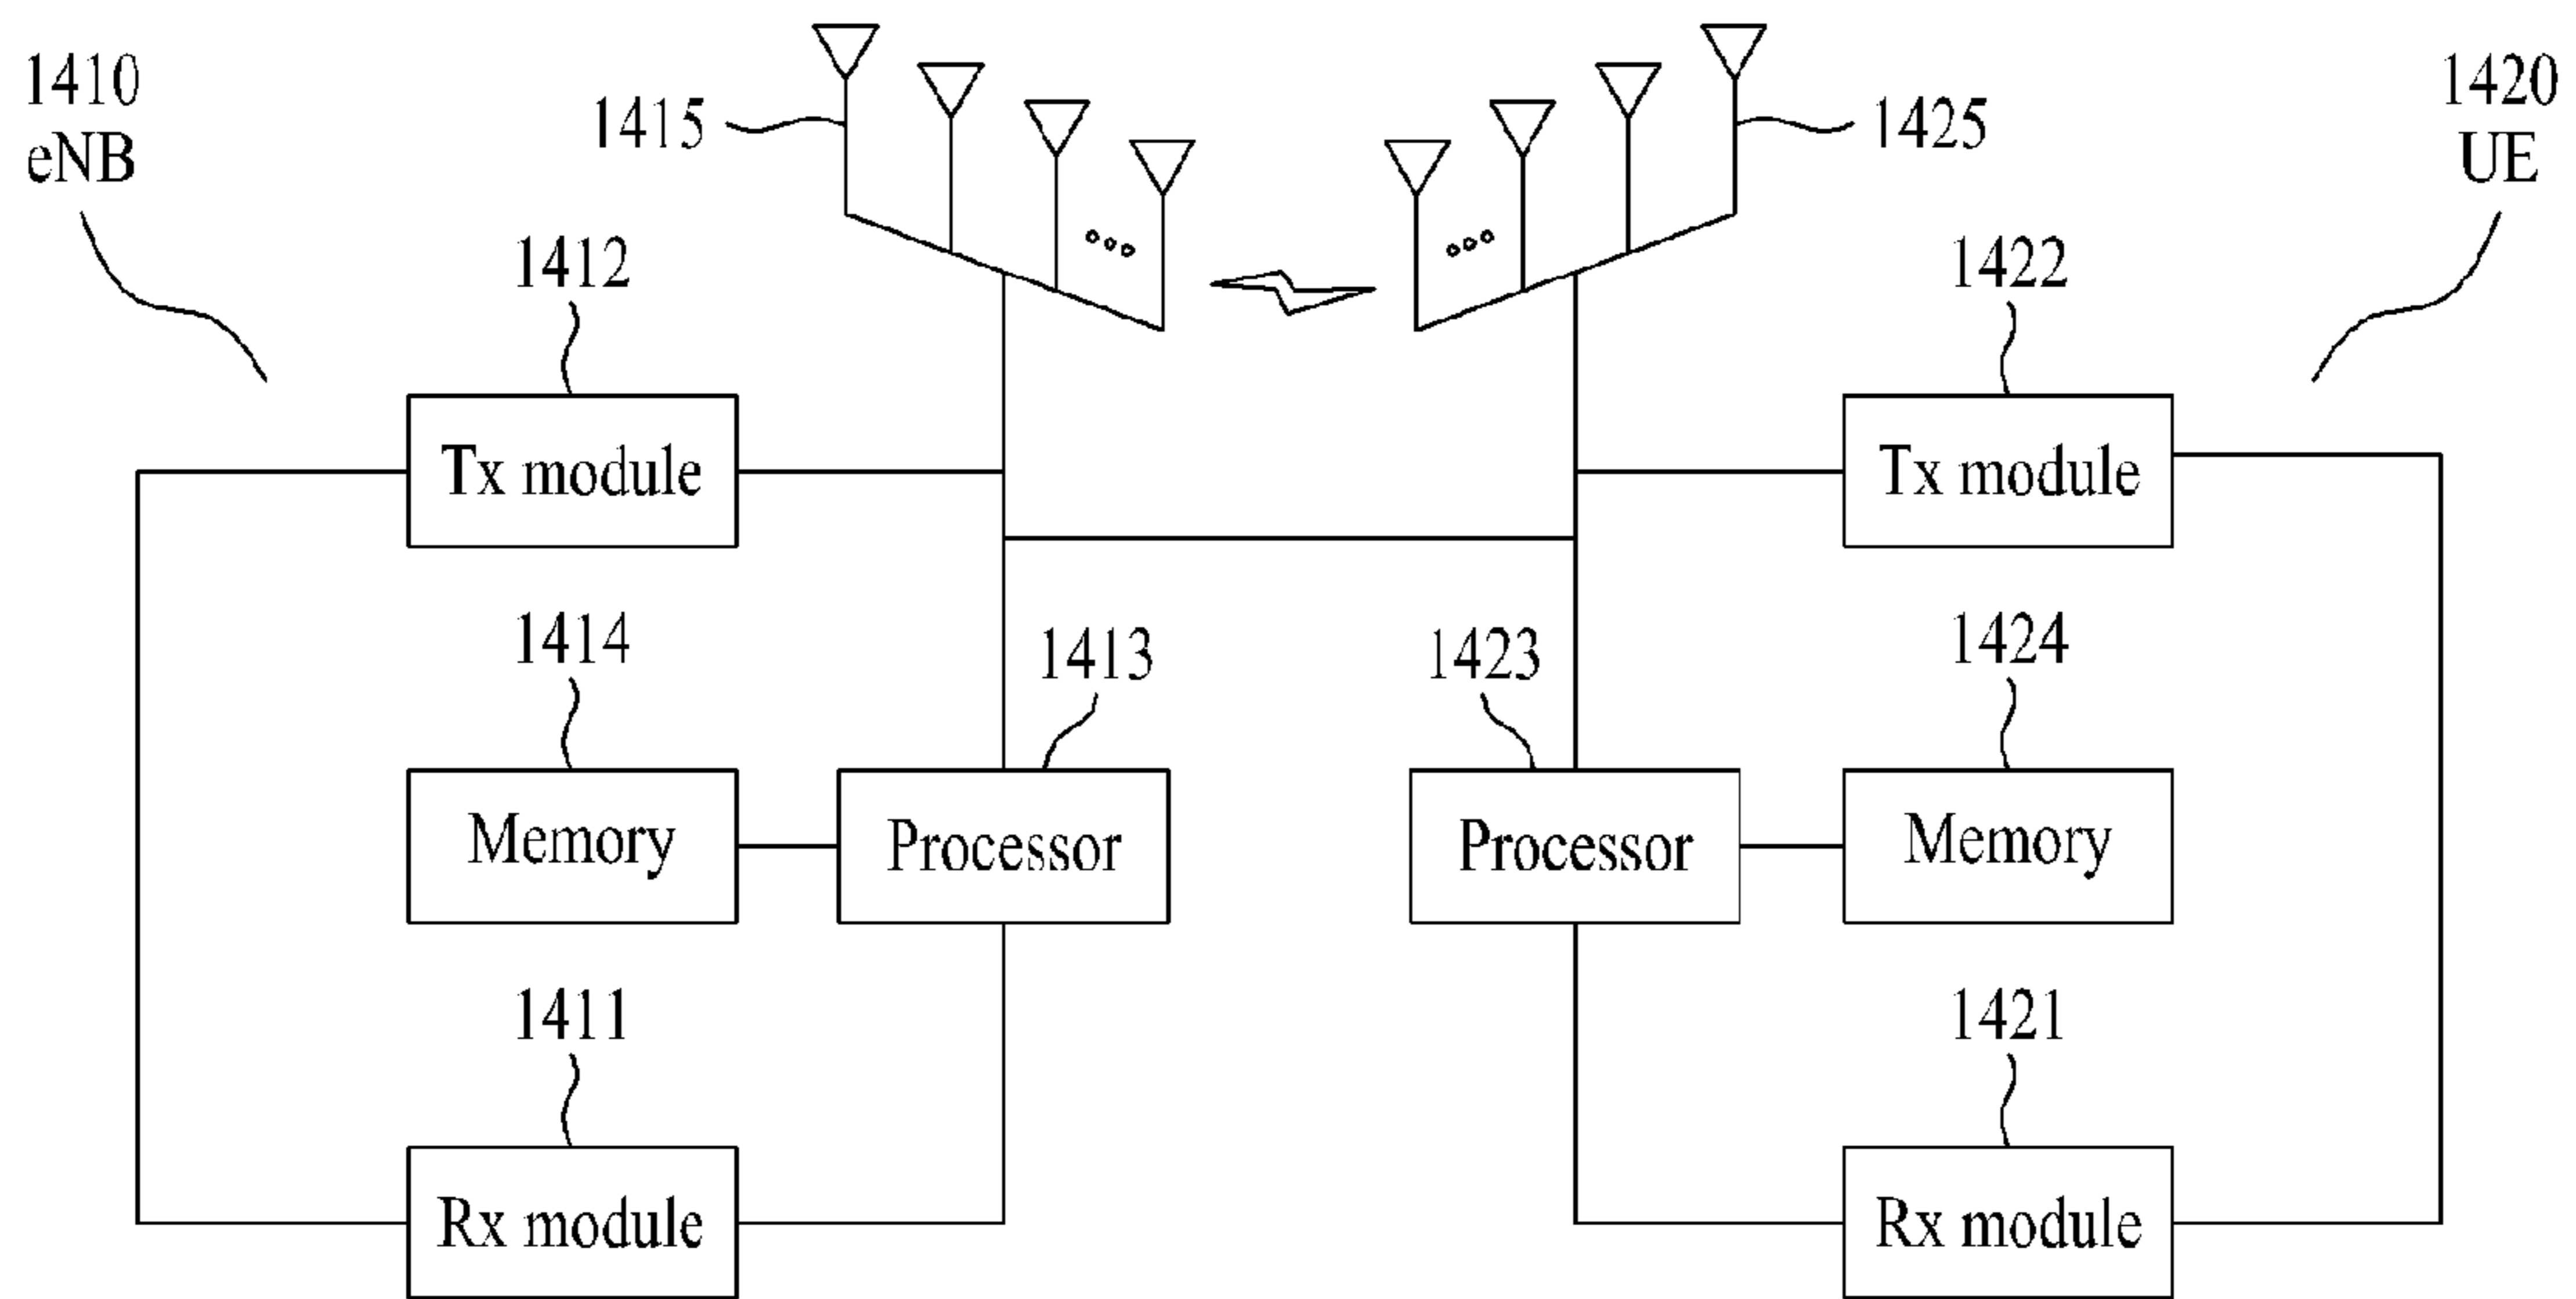 1410
eNB
1415
1425
1420
UE
1412
1422
Tx module
Tx module
1414
1413
1423
1424
Memory
Processor
Processor
Memory
1411
1421
Rx module
Rx module